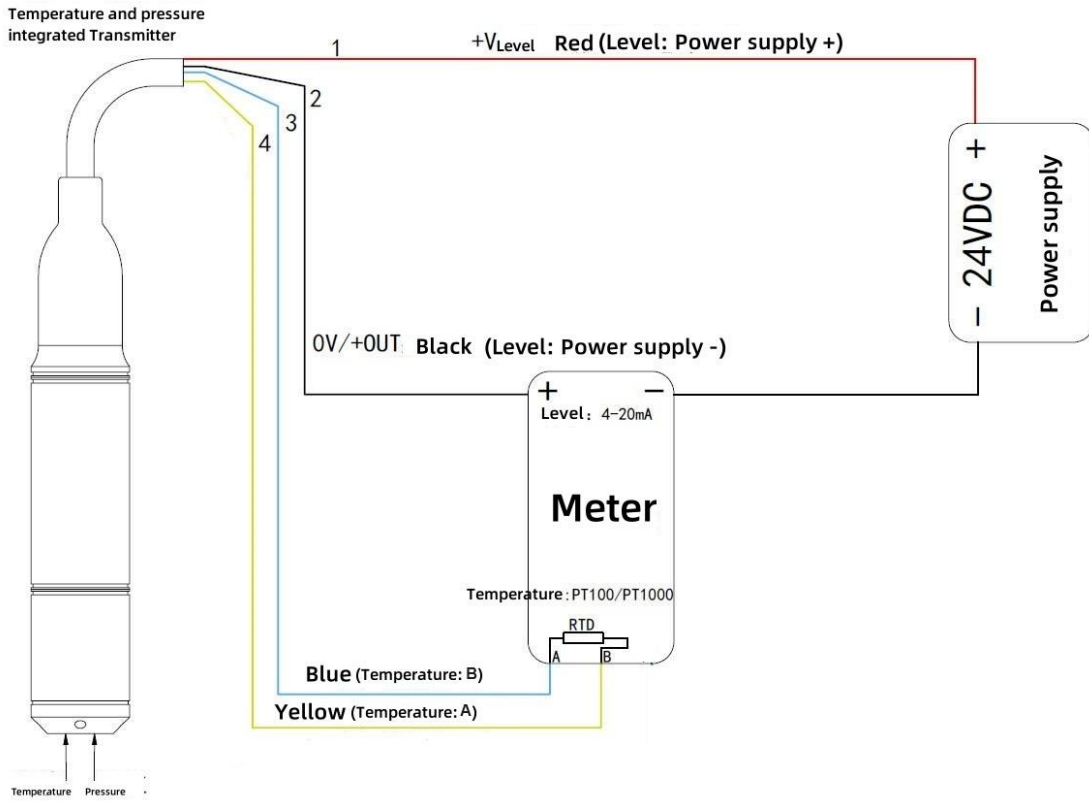 Temperature and pressure
integrated Transmitter
1
+VLevel Red (Level: Power supply +)
2
3
4
+
24VDC
−
Power supply
0V/+OUT: Black (Level: Power supply -)
+ −
Level: 4-20mA
Meter
Temperature:PT100/PT1000
RTD
A B
Blue (Temperature: B)
Yellow (Temperature: A)
Temperature Pressure